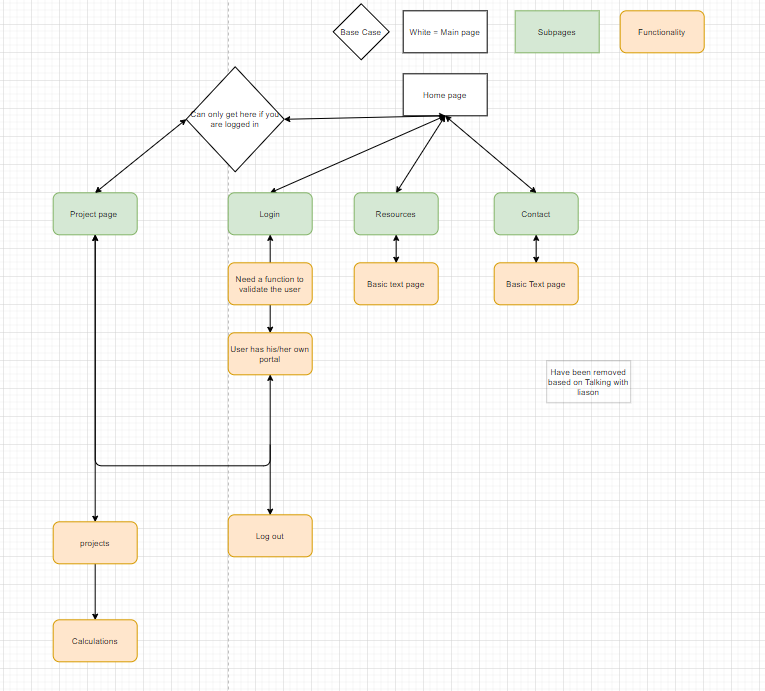 Base Case
White = Main page
Subpages
Functionality
Home page
Can only get here if you
are logged in
Project page
Login
Resources
Contact
Need a function to
validate the user
Basic text page
Basic Text page
User has his/her own
portal
Have been removed
based on Talking with
liason
projects
Log out
Calculations